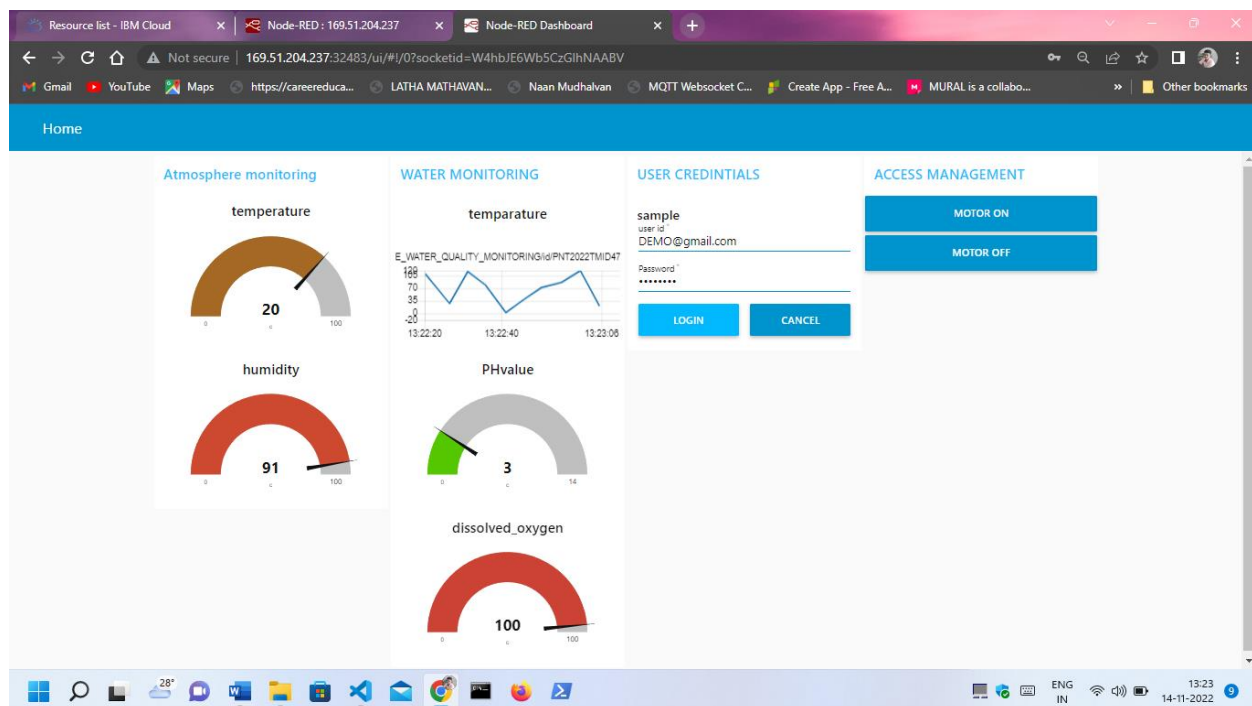 Resource list - IBM Cloud
Node-RED : 169.51.204.237
Node-RED Dashboard
Not secure
169.51.204.237:32483/ui/#!/0?socketid=W4hbJE6Wb5CzGlhNAABV
Gmail
YouTube
Maps
https://careereduca...
LATHA MATHAVAN...
Naan Mudhalvan
MQTT Websocket C...
Create App - Free A...
MURAL is a collabo...
»
Other bookmarks
Home
Atmosphere monitoring
temperature
20
0
c
100
humidity
91
0
c
100
WATER MONITORING
temparature
E_WATER_QUALITY_MONITORING/id/PNT2022TMID47
70
35
0
-20
13:22:20
13:22:40
13:23:06
PHvalue
3
0
c
14
dissolved_oxygen
100
0
c
100
USER CREDINTIALS
sample
user id *
DEMO@gmail.com
Password *
••••••••
LOGIN
CANCEL
ACCESS MANAGEMENT
MOTOR ON
MOTOR OFF
28°
ENG
IN
13:23
14-11-2022
9